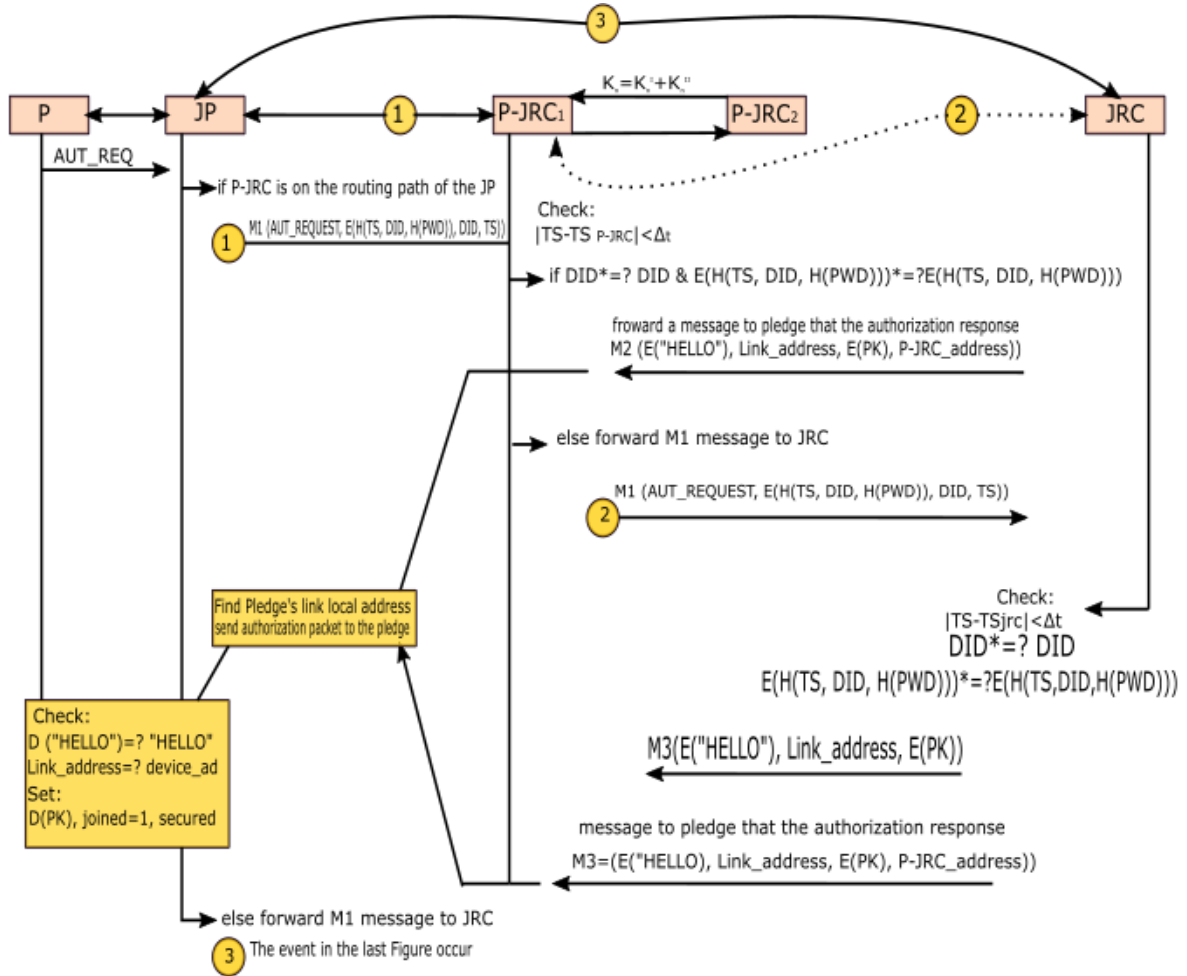 3
K =K '+K ''
P
JP
1
P-JRC1
P-JRC2
2
JRC
AUT_REQ
if P-JRC is on the routing path of the JP
Check:
|TS-TS P-JRC|<Δt
1
M1 (AUT_REQUEST, E(H(TS, DID, H(PWD)), DID, TS))
if DID*=? DID & E(H(TS, DID, H(PWD)))*=?E(H(TS, DID, H(PWD)))
froward a message to pledge that the authorization response
M2 (E("HELLO"), Link_address, E(PK), P-JRC_address))
else forward M1 message to JRC
M1 (AUT_REQUEST, E(H(TS, DID, H(PWD)), DID, TS))
2
Find Pledge's link local address
send authorization packet to the pledge
Check:
|TS-TSjrc|<Δt
DID*=? DID
E(H(TS, DID, H(PWD)))*=?E(H(TS,DID,H(PWD)))
Check:
D ("HELLO")=? "HELLO"
Link_address=? device_ad
Set:
D(PK), joined=1, secured
M3(E("HELLO"), Link_address, E(PK))
message to pledge that the authorization response
M3=(E("HELLO), Link_address, E(PK), P-JRC_address))
else forward M1 message to JRC
3
The event in the last Figure occur